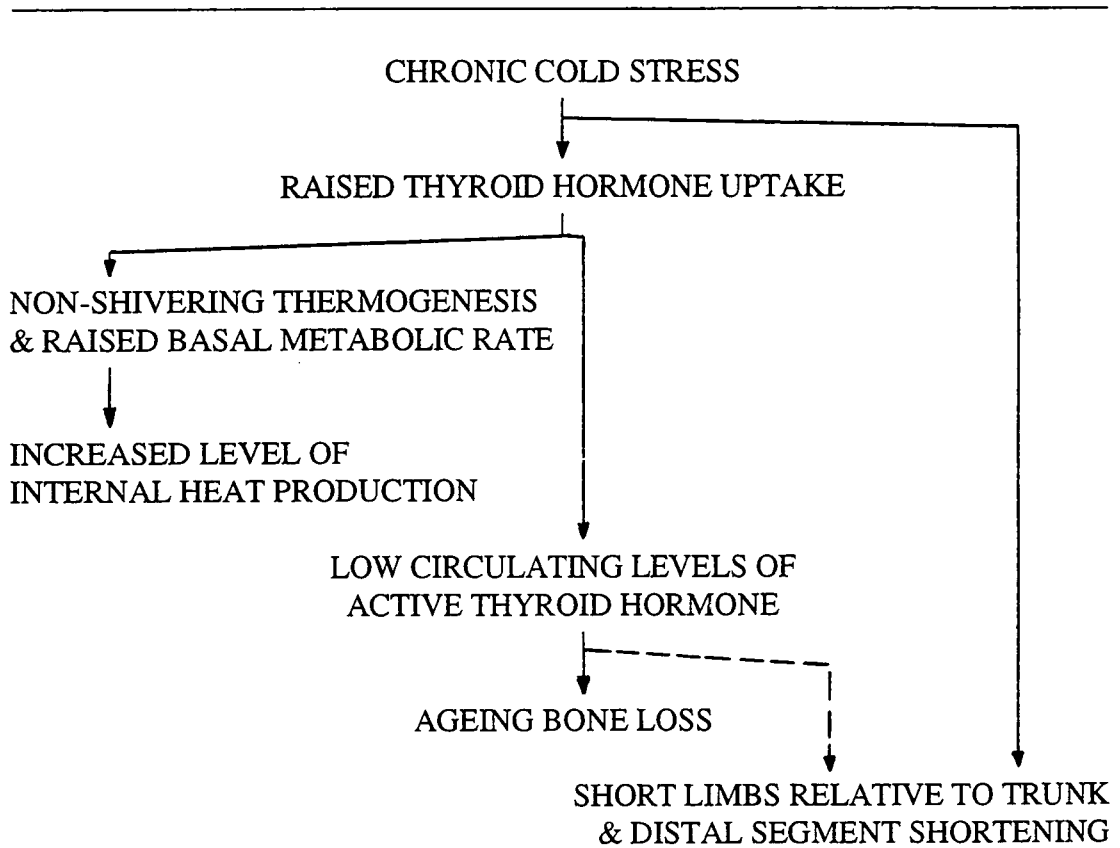 CHRONIC COLD STRESS
RAISED THYROID HORMONE UPTAKE
NON-SHIVERING THERMOGENESIS
& RAISED BASAL METABOLIC RATE
INCREASED LEVEL OF
INTERNAL HEAT PRODUCTION
LOW CIRCULATING LEVELS OF
ACTIVE THYROID HORMONE
AGEING BONE LOSS
SHORT LIMBS RELATIVE TO TRUNK
& DISTAL SEGMENT SHORTENING